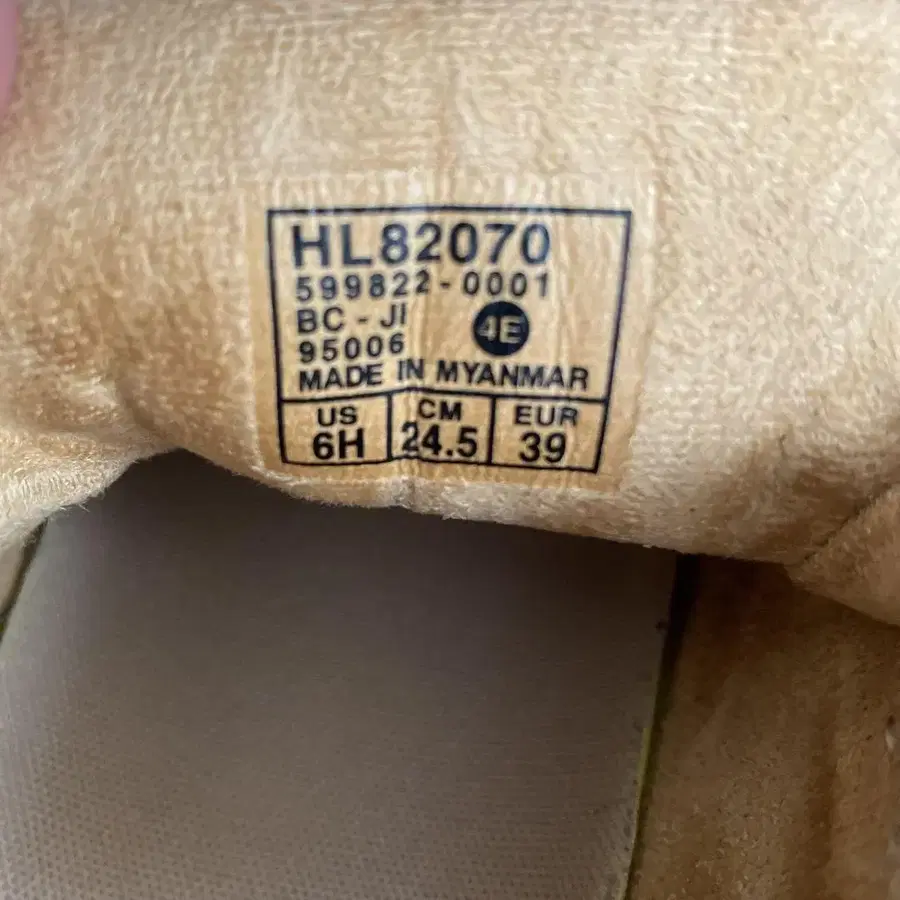 HL82070
599822-0001
BC - JI
4E
95006
MADE IN MYANMAR
US CM EUR
6H 24.5 39